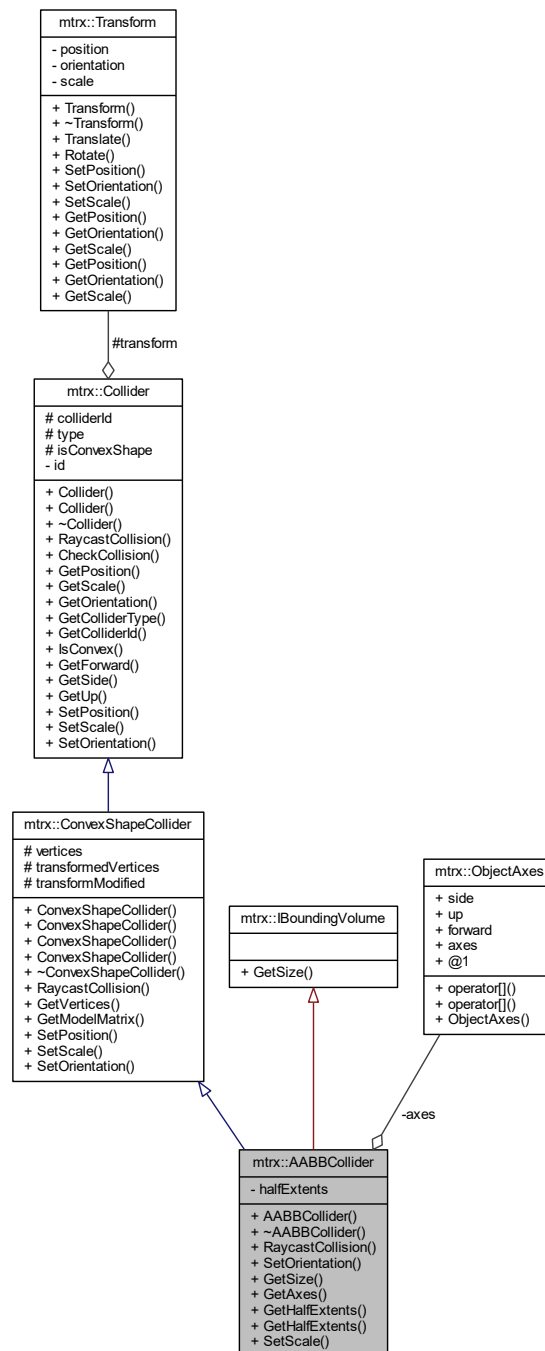 mtrx::Transform
- position
- orientation
- scale
+ Transform()
+ ~Transform()
+ Translate()
+ Rotate()
+ SetPosition()
+ SetOrientation()
+ SetScale()
+ GetPosition()
+ GetOrientation()
+ GetScale()
+ GetPosition()
+ GetOrientation()
+ GetScale()
#transform
mtrx::Collider
# colliderId
# type
# isConvexShape
- id
+ Collider()
+ Collider()
+ ~Collider()
+ RaycastCollision()
+ CheckCollision()
+ GetPosition()
+ GetScale()
+ GetOrientation()
+ GetColliderType()
+ GetColliderId()
+ IsConvex()
+ GetForward()
+ GetSide()
+ GetUp()
+ SetPosition()
+ SetScale()
+ SetOrientation()
mtrx::ConvexShapeCollider
# vertices
# transformedVertices
# transformModified
+ ConvexShapeCollider()
+ ConvexShapeCollider()
+ ConvexShapeCollider()
+ ConvexShapeCollider()
+ ~ConvexShapeCollider()
+ RaycastCollision()
+ GetVertices()
+ GetModelMatrix()
+ SetPosition()
+ SetScale()
+ SetOrientation()
mtrx::IBoundingVolume
+ GetSize()
mtrx::ObjectAxes
+ side
+ up
+ forward
+ axes
+ @1
+ operator[]()
+ operator[]()
+ ObjectAxes()
-axes
mtrx::AABBCollider
- halfExtents
+ AABBCollider()
+ ~AABBCollider()
+ RaycastCollision()
+ SetOrientation()
+ GetSize()
+ GetAxes()
+ GetHalfExtents()
+ GetHalfExtents()
+ SetScale()